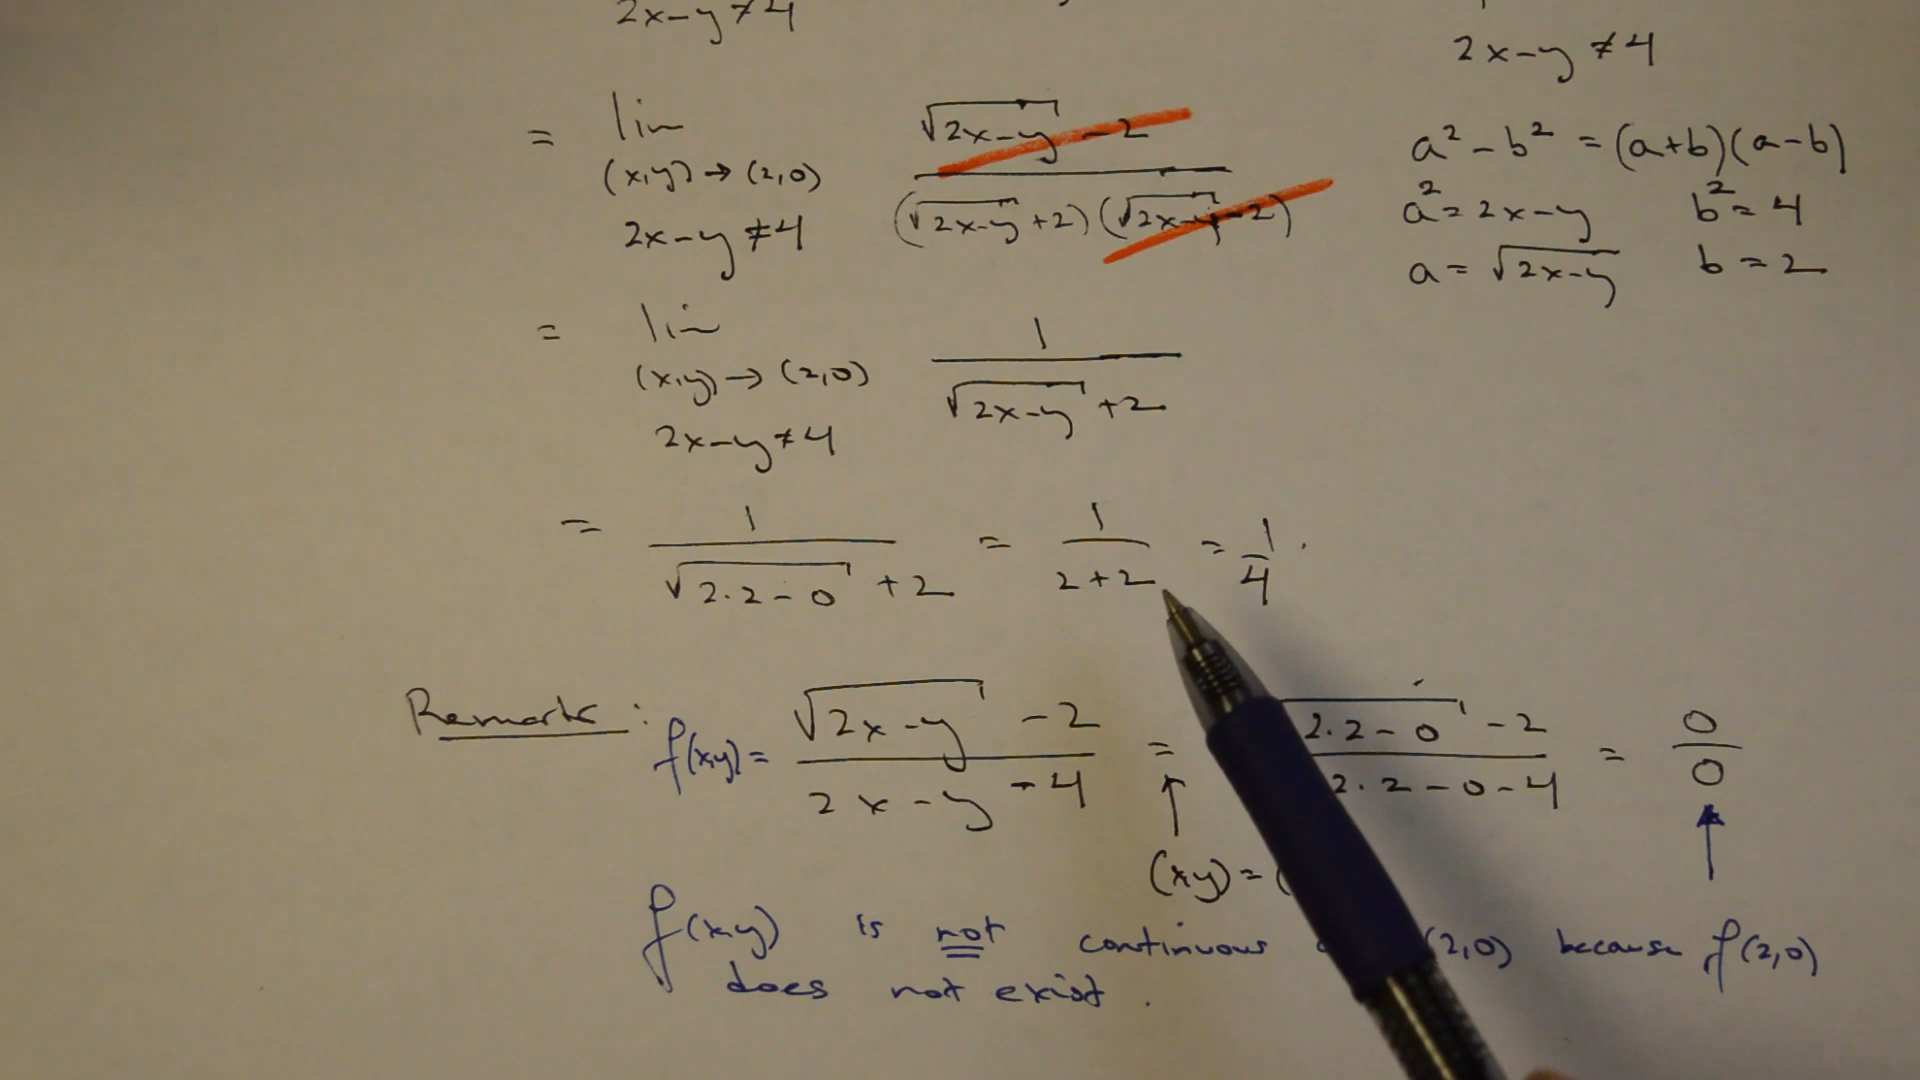 2x-y≠4
2x-y≠4
= lim (x,y)→(2,0) 2x-y≠4 (√(2x-y) -2) / ((√(2x-y) +2)(√(2x-y) -2))
a²-b² = (a+b)(a-b)
a²=2x-y b²=4
a=√(2x-y) b=2
= lim (x,y)→(2,0) 2x-y≠4 1 / (√(2x-y) +2)
= 1 / (√(2·2-0) +2) = 1 / (2+2) = 1/4.
Remark: f(x,y)= (√(2x-y) -2) / (2x-y-4) = (√(2·2-0) -2) / (2·2-0-4) = 0/0
↑ ↑
(x,y)=(
f(x,y) is not continuous (2,0) because f(2,0)
does not exist.